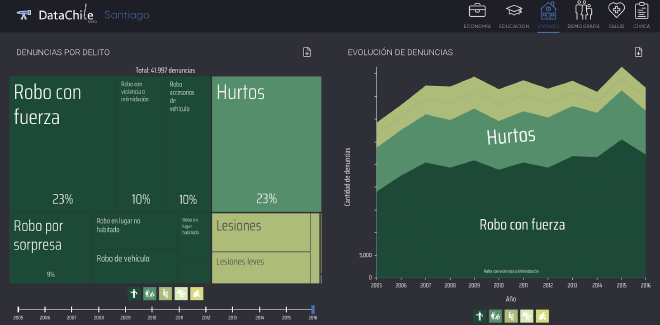 DataChile Santiago
ECONOMÍA EDUCACIÓN VIVIENDA DEMOGRAFÍA SALUD CÍVICA
DENUNCIAS POR DELITO
Total: 41.997 denuncias
Robo con
fuerza
23%
Robo con
violencia o
intimidación
10%
Robo
accesorios
de
vehículo
10%
Hurtos
23%
Robo por
sorpresa
9%
Robo en lugar no
habitado
Robo de vehículo
Robo en
lugar
habitado
Lesiones
Lesiones leves
2005 2006 2007 2008 2009 2010 2011 2012 2013 2014 2015 2016
EVOLUCIÓN DE DENUNCIAS
Cantidad de denuncias
5,000
0
Hurtos
Robo con fuerza
Robo con violencia o intimidación
2005 2006 2007 2008 2009 2010 2011 2012 2013 2014 2015 2016
Año